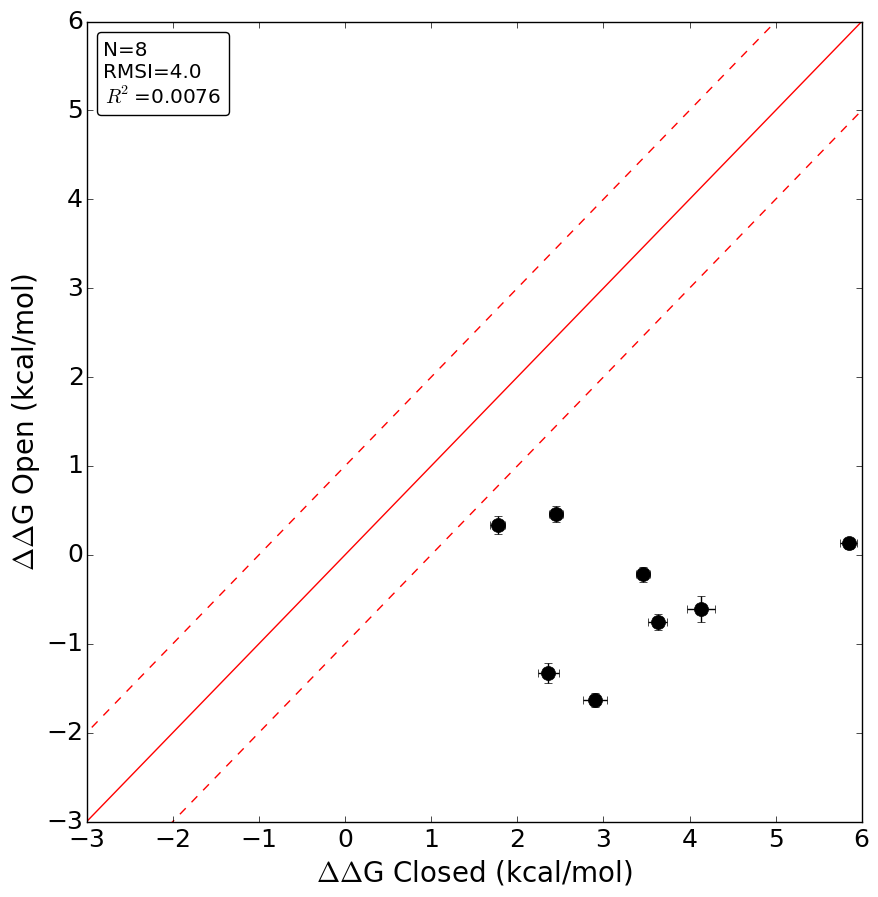 N=8
RMSI=4.0
R² =0.0076
6
5
4
3
2
1
0
−1
−2
−3
ΔΔG Open (kcal/mol)
−3 −2 −1 0 1 2 3 4 5 6
ΔΔG Closed (kcal/mol)